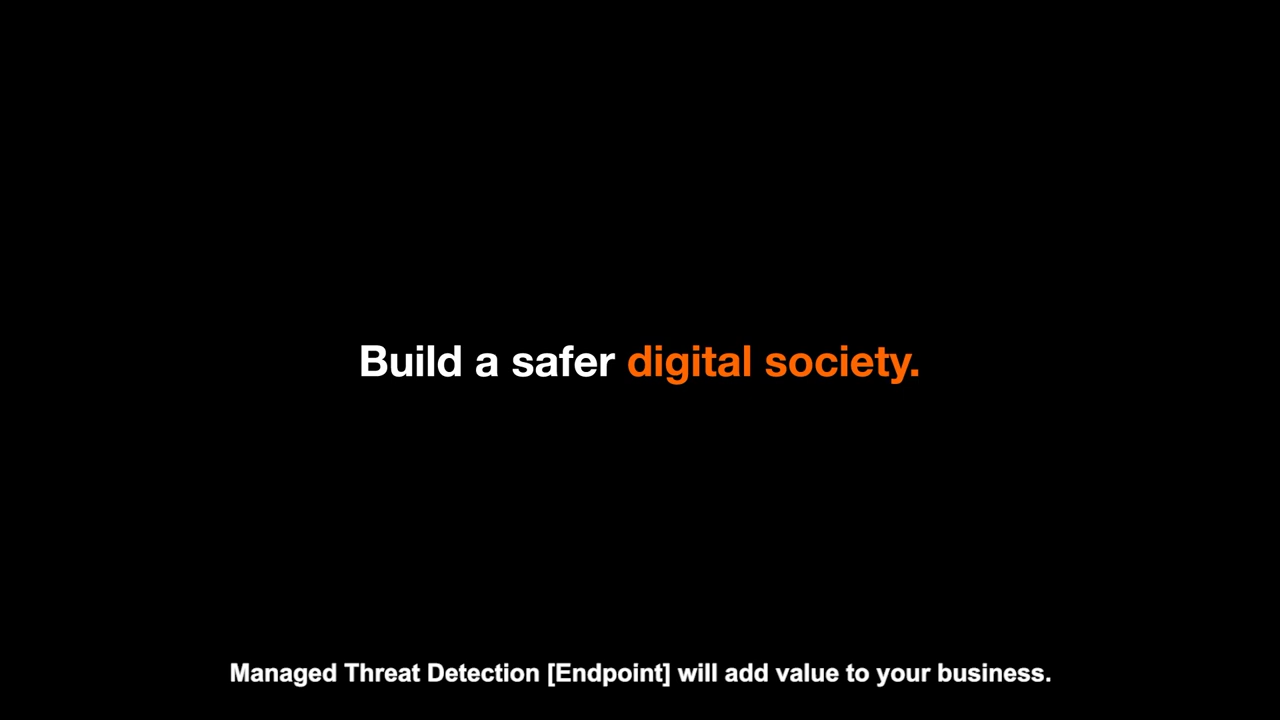 Build a safer digital society.
Managed Threat Detection [Endpoint] will add value to your business.